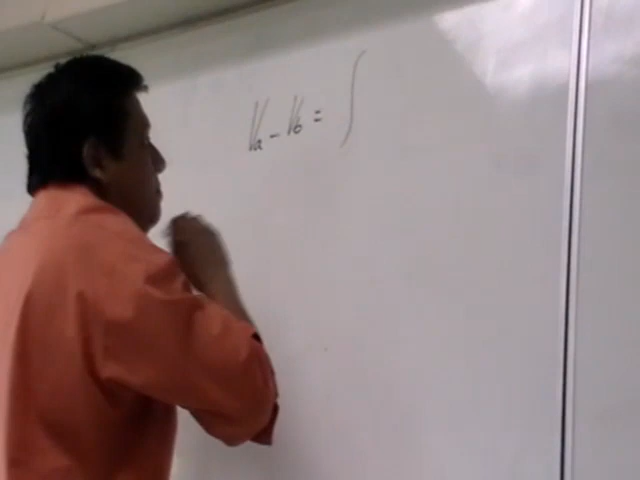 Va - Vb = ∫